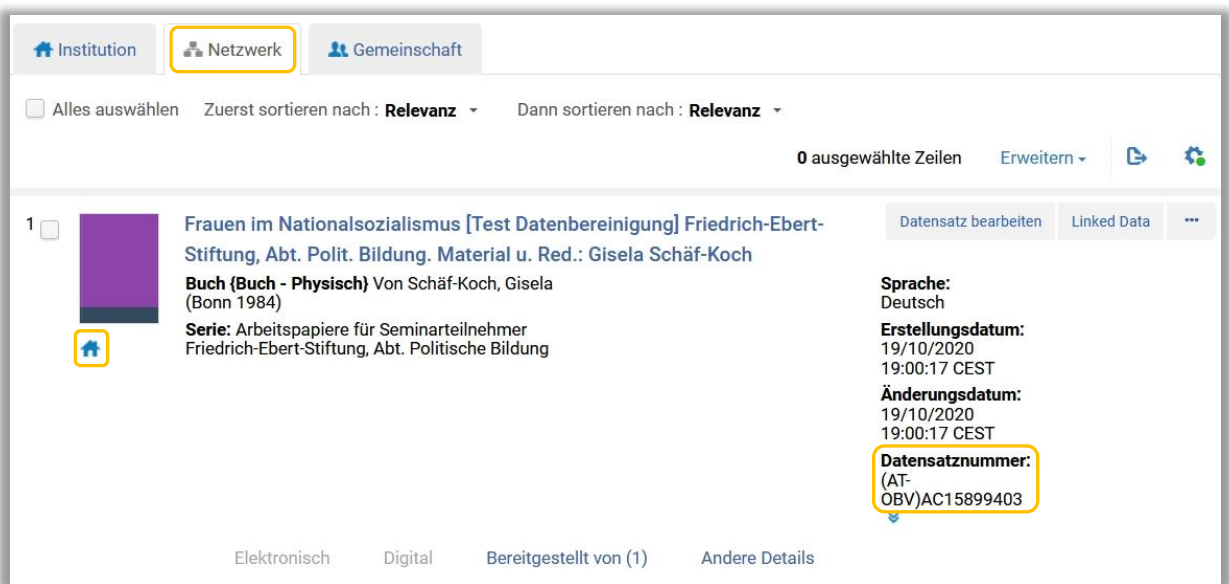 Institution Netzwerk Gemeinschaft
Alles auswählen Zuerst sortieren nach : Relevanz Dann sortieren nach : Relevanz
0 ausgewählte Zeilen Erweitern
1
Frauen im Nationalsozialismus [Test Datenbereinigung] Friedrich-Ebert-
Stiftung, Abt. Polit. Bildung. Material u. Red.: Gisela Schäf-Koch
Buch {Buch - Physisch} Von Schäf-Koch, Gisela
(Bonn 1984)
Serie: Arbeitspapiere für Seminarteilnehmer
Friedrich-Ebert-Stiftung, Abt. Politische Bildung
Datensatz bearbeiten Linked Data ...
Sprache:
Deutsch
Erstellungsdatum:
19/10/2020
19:00:17 CEST
Änderungsdatum:
19/10/2020
19:00:17 CEST
Datensatznummer:
(AT-
OBV)AC15899403
Elektronisch Digital Bereitgestellt von (1) Andere Details